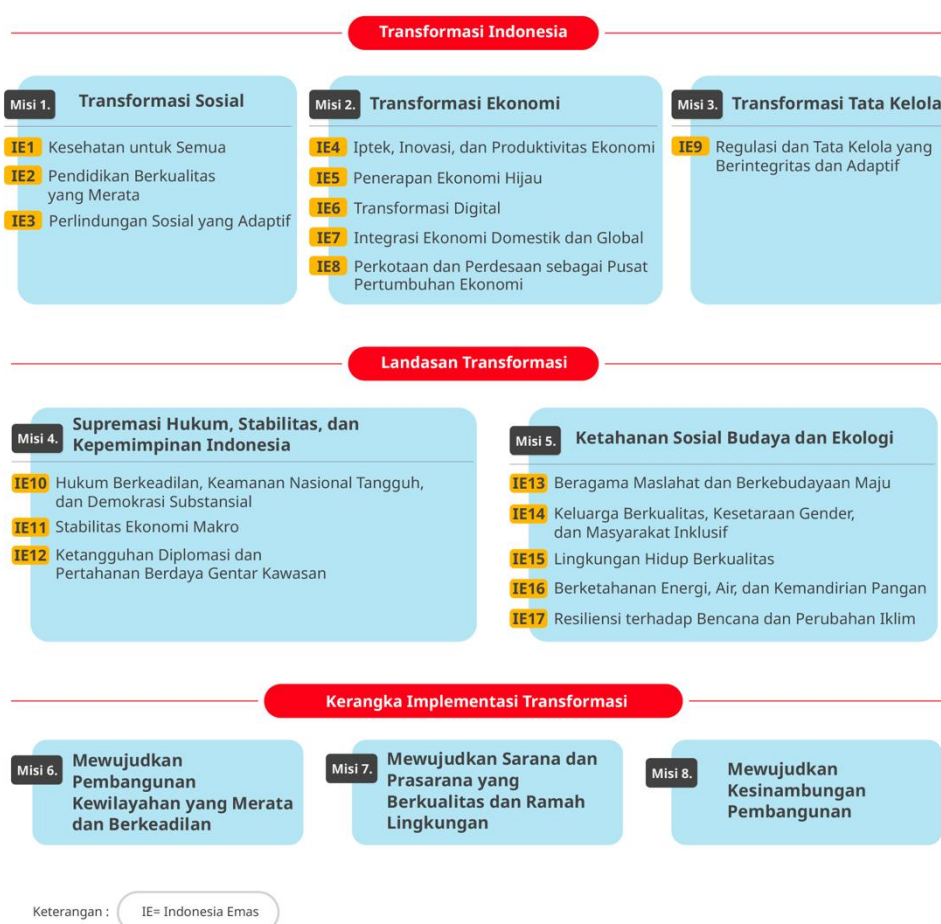 Transformasi Indonesia
Misi 1.
Transformasi Sosial
IE1 Kesehatan untuk Semua
IE2 Pendidikan Berkualitas
yang Merata
IE3 Perlindungan Sosial yang Adaptif
Misi 2.
Transformasi Ekonomi
IE4 Iptek, Inovasi, dan Produktivitas Ekonomi
IE5 Penerapan Ekonomi Hijau
IE6 Transformasi Digital
IE7 Integrasi Ekonomi Domestik dan Global
IE8 Perkotaan dan Perdesaan sebagai Pusat
Pertumbuhan Ekonomi
Misi 3.
Transformasi Tata Kelola
IE9 Regulasi dan Tata Kelola yang
Berintegritas dan Adaptif
Landasan Transformasi
Misi 4.
Supremasi Hukum, Stabilitas, dan
Kepemimpinan Indonesia
IE10 Hukum Berkeadilan, Keamanan Nasional Tangguh,
dan Demokrasi Substansial
IE11 Stabilitas Ekonomi Makro
IE12 Ketangguhan Diplomasi dan
Pertahanan Berdaya Gentar Kawasan
Misi 5.
Ketahanan Sosial Budaya dan Ekologi
IE13 Beragama Maslahat dan Berkebudayaan Maju
IE14 Keluarga Berkualitas, Kesetaraan Gender,
dan Masyarakat Inklusif
IE15 Lingkungan Hidup Berkualitas
IE16 Berketahanan Energi, Air, dan Kemandirian Pangan
IE17 Resiliensi terhadap Bencana dan Perubahan Iklim
Kerangka Implementasi Transformasi
Misi 6.
Mewujudkan
Pembangunan
Kewilayahan yang Merata
dan Berkeadilan
Misi 7.
Mewujudkan Sarana dan
Prasarana yang
Berkualitas dan Ramah
Lingkungan
Misi 8.
Mewujudkan
Kesinambungan
Pembangunan
Keterangan : IE= Indonesia Emas